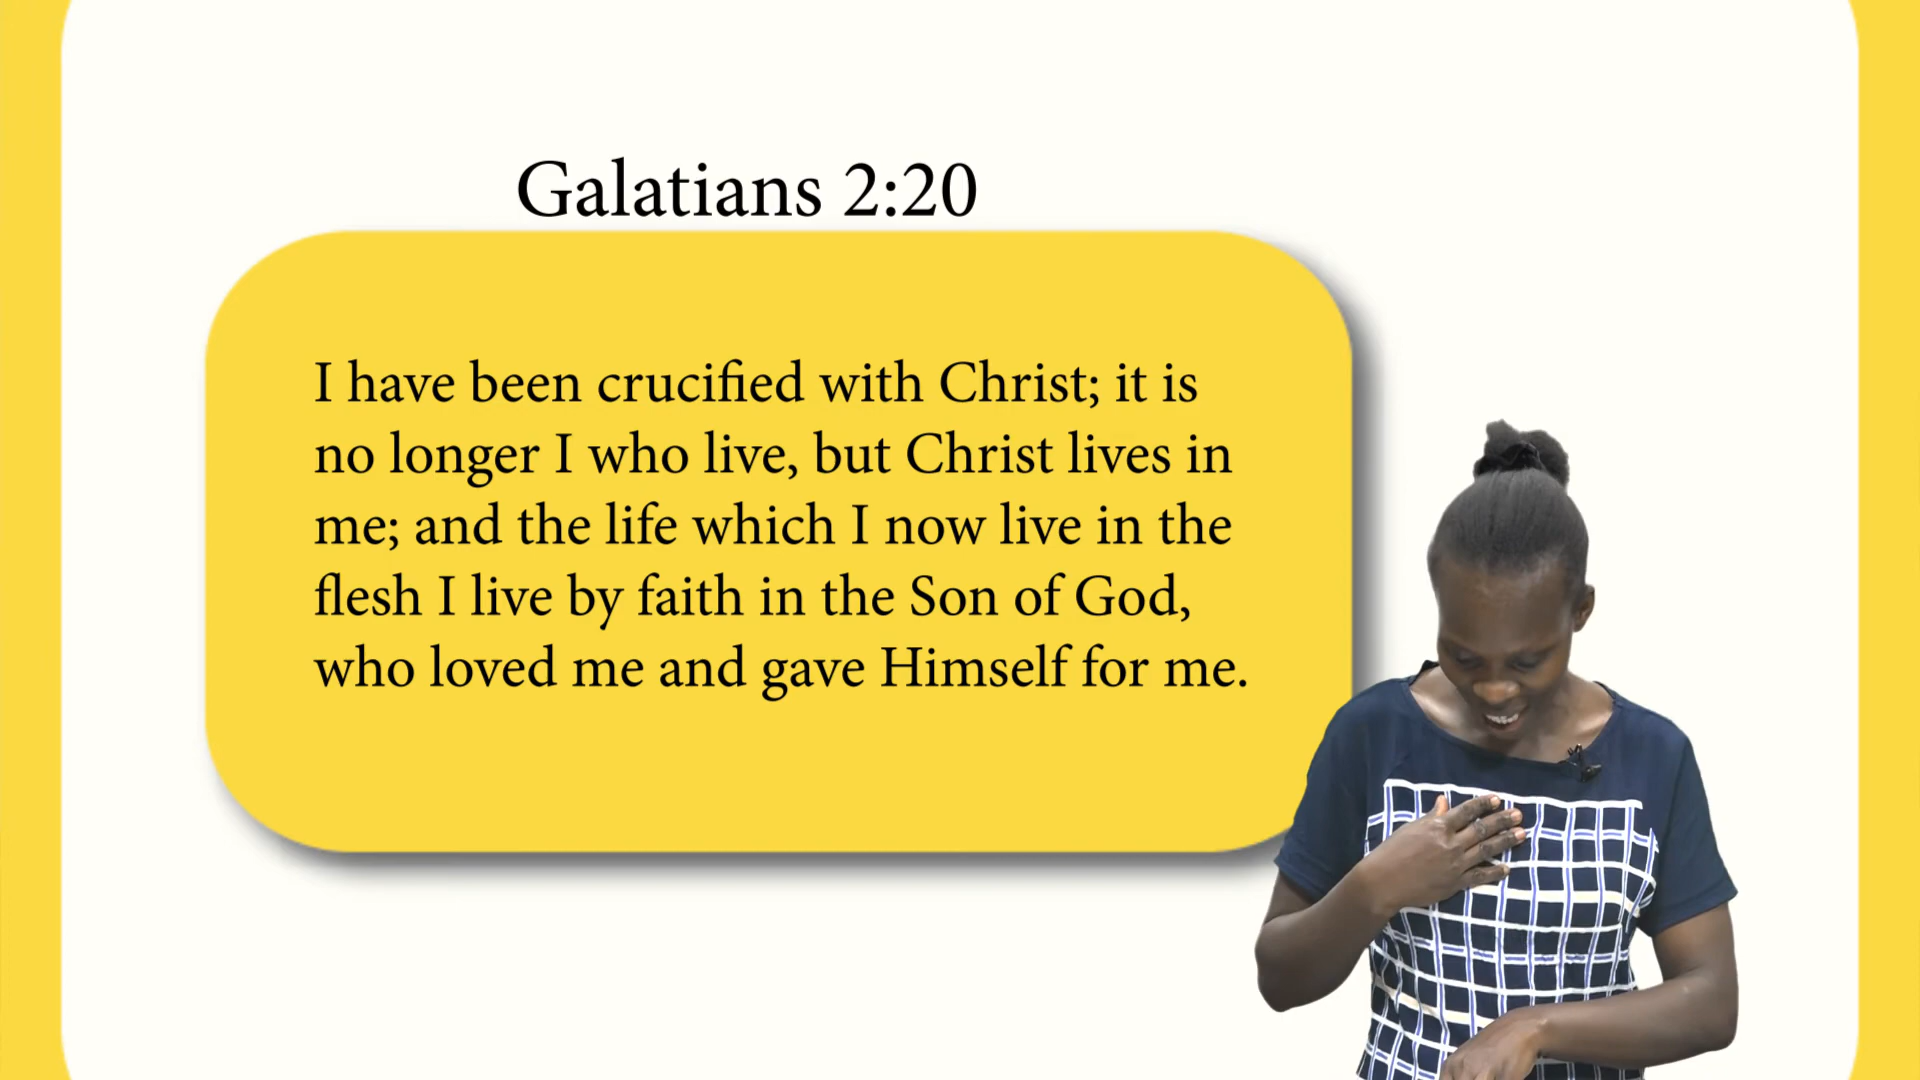 Galatians 2:20
I have been crucified with Christ; it is
no longer I who live, but Christ lives in
me; and the life which I now live in the
flesh I live by faith in the Son of God,
who loved me and gave Himself for me.